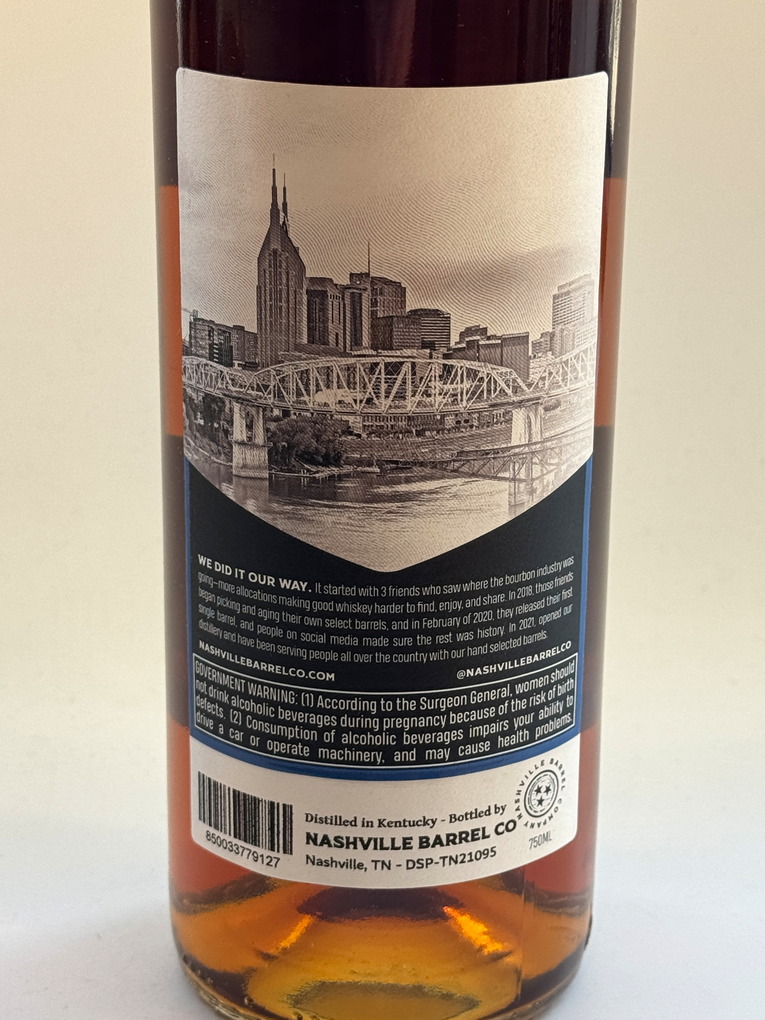 WE DID IT OUR WAY. It started with 3 friends who saw where the bourbon industry was
going–more allocations making good whiskey harder to find, enjoy, and share. In 2018, those friends
began picking and aging their own select barrels, and in February of 2020, they released their first
single barrel, and people on social media made sure the rest was history. In 2021, opened our
distillery and have been serving people all over the country with our hand selected barrels.
NASHVILLEBARRELCO.COM @NASHVILLEBARRELCO
GOVERNMENT WARNING: (1) According to the Surgeon General, women should
not drink alcoholic beverages during pregnancy because of the risk of birth
defects. (2) Consumption of alcoholic beverages impairs your ability to
drive a car or operate machinery, and may cause health problems.
850033779127
Distilled in Kentucky - Bottled by
NASHVILLE BARREL CO
Nashville, TN - DSP-TN21095
NASHVILLE BARREL COMPANY
750ML